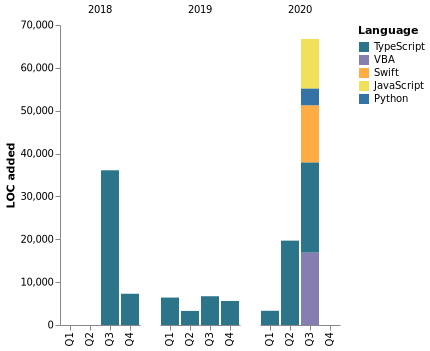 2018 2019 2020
Language
TypeScript
VBA
Swift
JavaScript
Python
LOC added
70,000
60,000
50,000
40,000
30,000
20,000
10,000
0
Q1 Q2 Q3 Q4 Q1 Q2 Q3 Q4 Q1 Q2 Q3 Q4